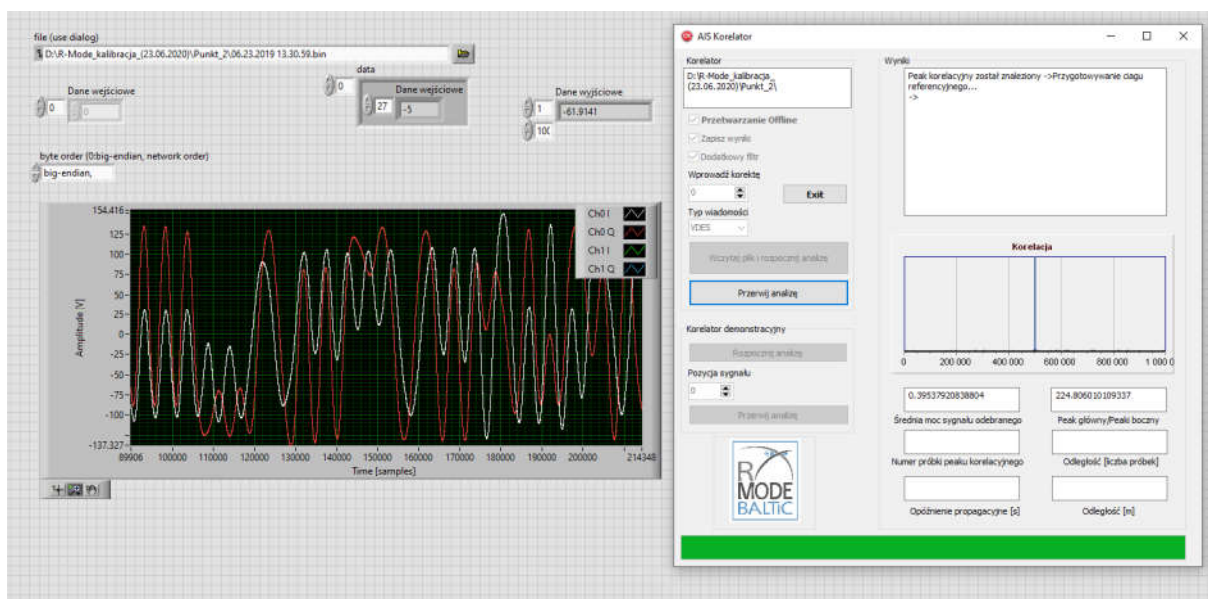 file (use dialog)
D:\R-Mode_kalibracja_(23.06.2020)\Punkt_2\06.23.2019 13.30.59.bin
Dane wejściowe
0
0
data
0
Dane wejściowe
27
-5
Dane wyjściowe
1
-61.9141
100
byte order (0:big-endian, network order)
big-endian,
Ch0 I
Ch0 Q
Ch1 I
Ch1 Q
154.416
125
100
75
50
25
0
-25
-50
-75
-100
-137.327
Amplitude [V]
89906
100000
110000
120000
130000
140000
150000
160000
170000
180000
190000
200000
214348
Time [samples]
AIS Korelator
Korelator
D:\R-Mode_kalibracja_
(23.06.2020)\Punkt_2\
Przetwarzanie Offline
Zapisz wyniki
Dodatkowy filtr
Wprowadź korektę
0
Exit
Typ wiadomości
VDES
Wczytaj plik i rozpocznij analizę
Przerwij analizę
Korelator demonstracyjny
Rozpocznij analizę
Pozycja sygnału
0
Przerwij analizę
R
MODE
BALTIC
Wyniki
Peak korelacyjny został znaleziony ->Przygotowywanie ciagu
referencyjnego...
->
Korelacja
0
200 000
400 000
600 000
800 000
1 000 0
0.39537920838804
224.806010109337
Średnia moc sygnału odebranego
Peak główny/Peaki boczny
Numer próbki peaku korelacyjnego
Odległość [liczba próbek]
Opóźnienie propagacyjne [s]
Odległość [m]